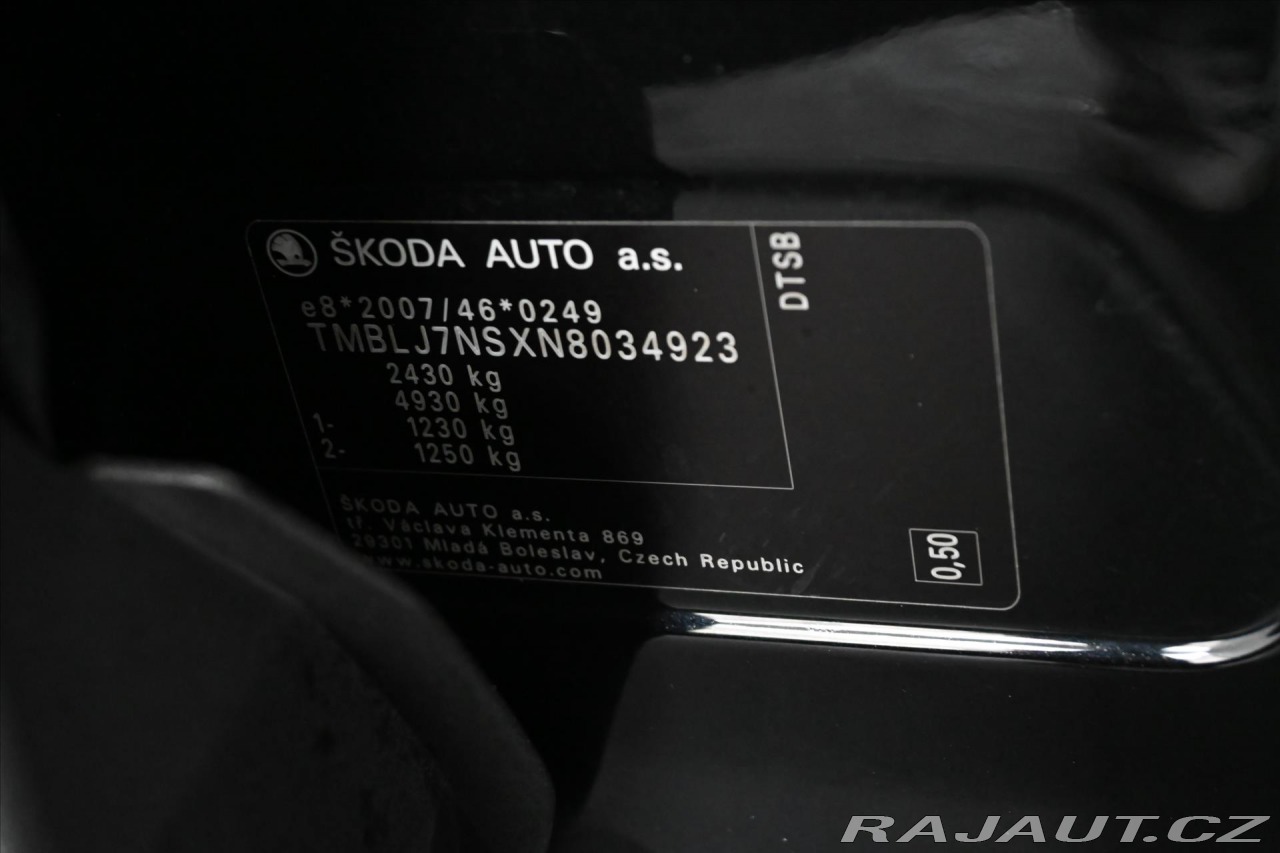 ŠKODA AUTO a.s.
DTSB
e8*2007/46*0249
TMBLJ7NSXN8034923
2430 kg
4930 kg
1- 1230 kg
2- 1250 kg
ŠKODA AUTO a.s.
tř. Václava Klementa 869
29301 Mladá Boleslav, Czech Republic
www.skoda-auto.com
0,50
RAJAUT.CZ